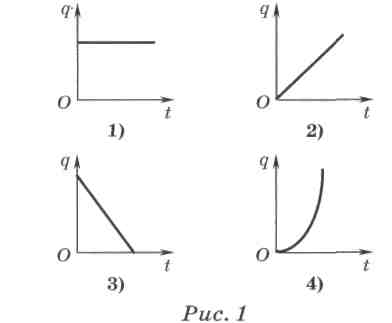 q q
O t O t
1) 2)
q q
O t O t
3) 4)
Рис. 1